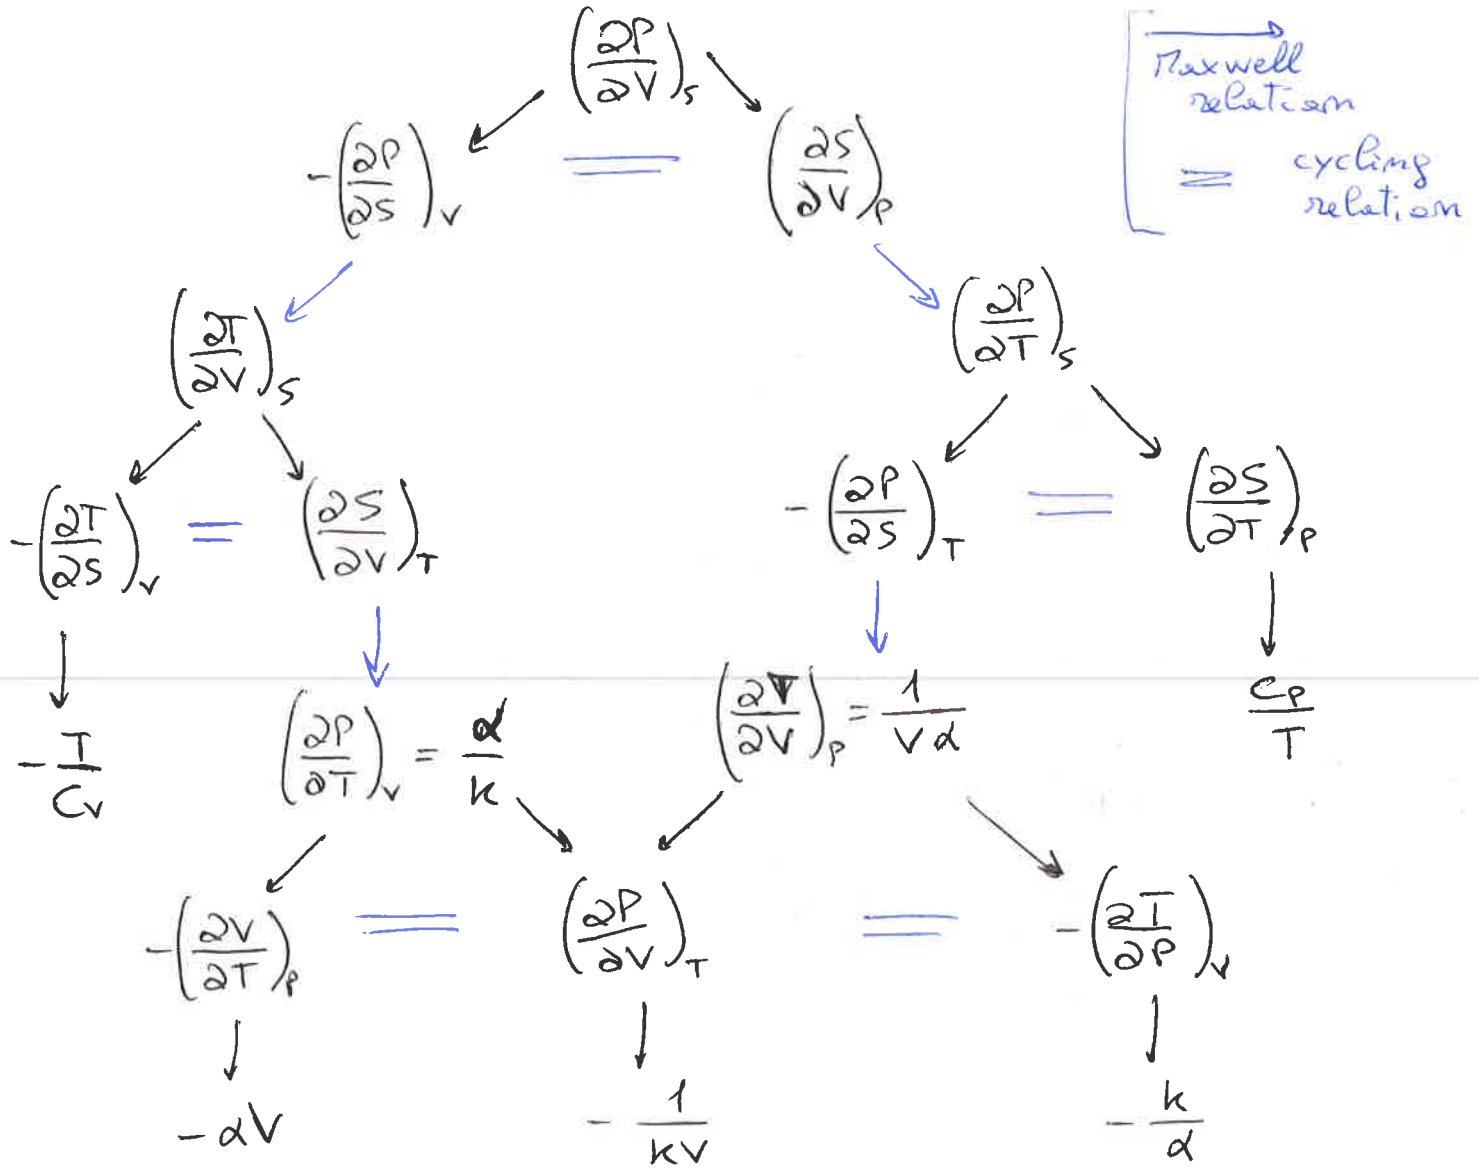 (∂P/∂V)_S
Maxwell
relation
= cycling
relation
-(∂P/∂S)_V = (∂S/∂V)_P
(∂T/∂V)_S (∂P/∂T)_S
-(∂T/∂S)_V = (∂S/∂V)_T -(∂P/∂S)_T = (∂S/∂T)_P
-T/C_V (∂P/∂T)_V = α/k (∂T/∂V)_P = 1/Vα C_P/T
-(∂V/∂T)_P = (∂P/∂V)_T = -(∂T/∂P)_V
-αV -1/kV -k/α